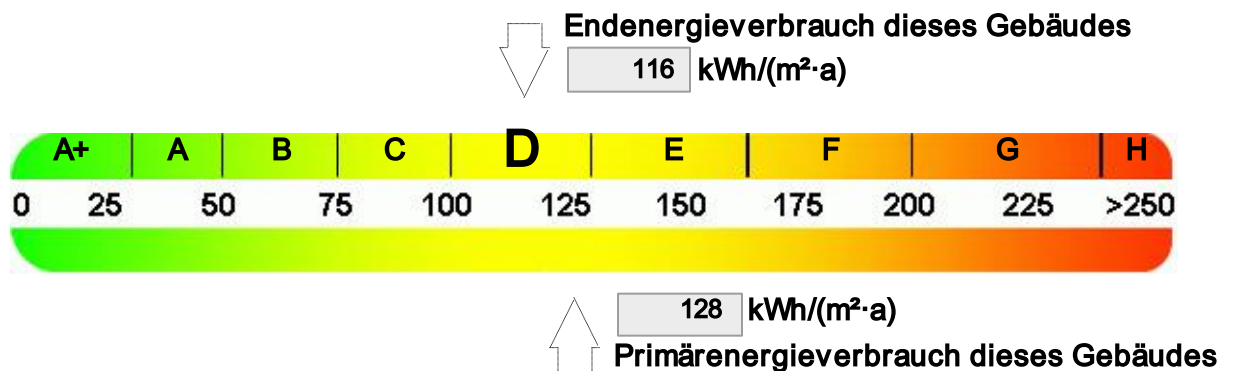 Endenergieverbrauch dieses Gebäudes
116 kWh/(m²·a)
A+ A B C D E F G H
0 25 50 75 100 125 150 175 200 225 >250
128 kWh/(m²·a)
Primärenergieverbrauch dieses Gebäudes